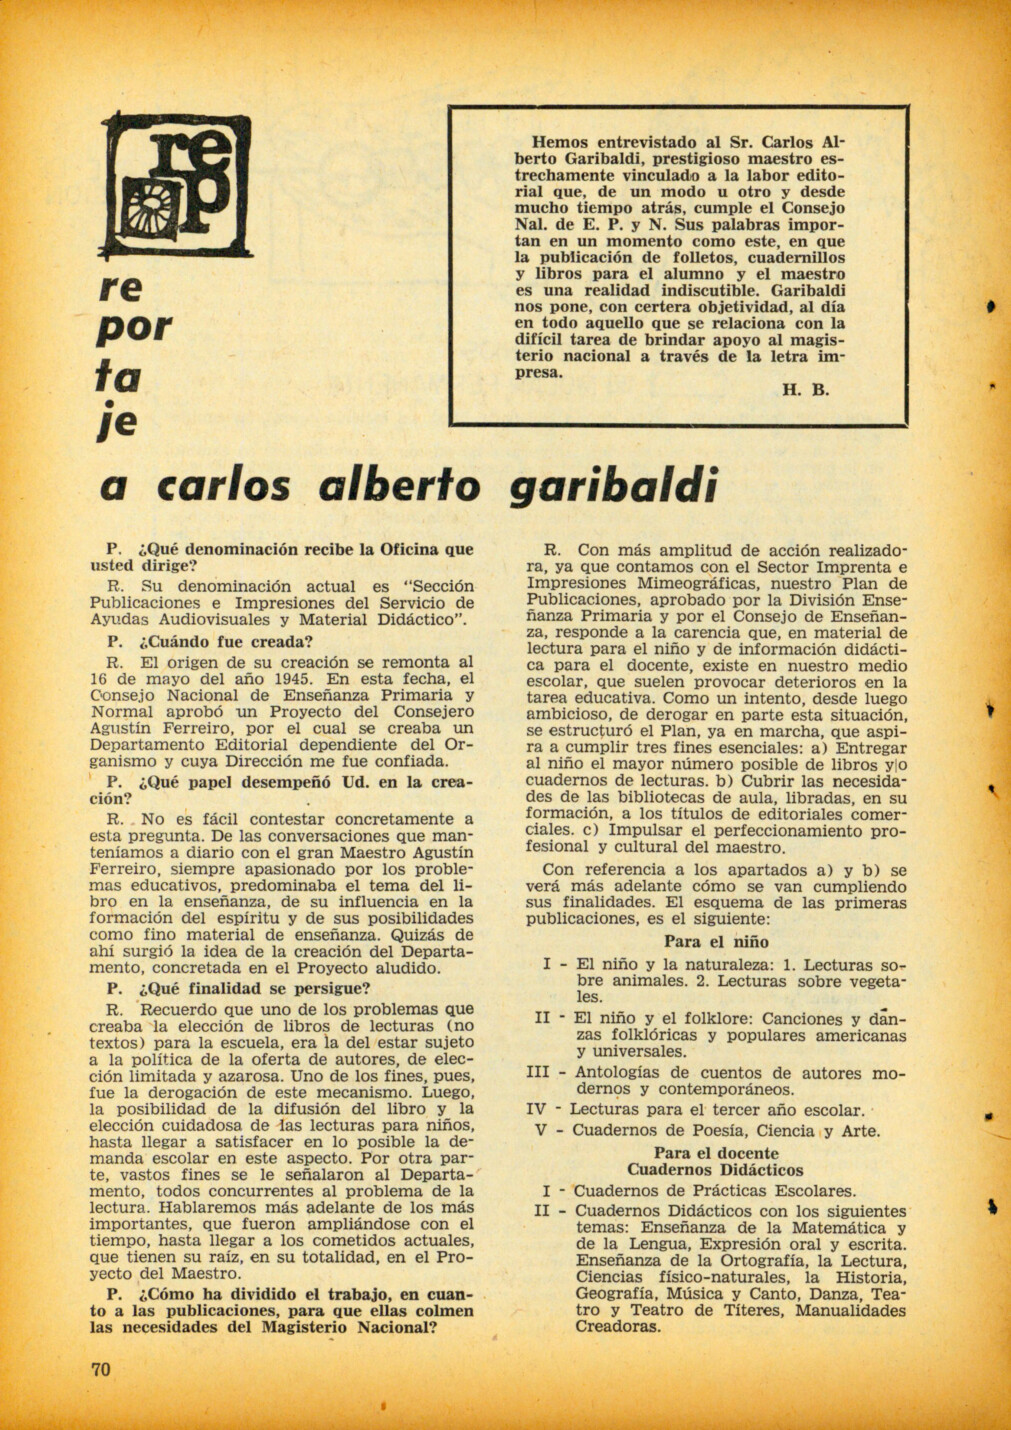 re
p
re
por
ta
je
Hemos entrevistado al Sr. Carlos Al-
berto Garibaldi, prestigioso maestro es-
trechamente vinculado a la labor edito-
rial que, de un modo u otro y desde
mucho tiempo atrás, cumple el Consejo
Nal. de E. P. y N. Sus palabras impor-
tan en un momento como este, en que
la publicación de folletos, cuadernillos
y libros para el alumno y el maestro
es una realidad indiscutible. Garibaldi
nos pone, con certera objetividad, al día
en todo aquello que se relaciona con la
difícil tarea de brindar apoyo al magis-
terio nacional a través de la letra im-
presa.
H. B.
a carlos alberto garibaldi
P. ¿Qué denominación recibe la Oficina que
usted dirige?
R. Su denominación actual es "Sección
Publicaciones e Impresiones del Servicio de
Ayudas Audiovisuales y Material Didáctico".
P. ¿Cuándo fue creada?
R. El origen de su creación se remonta al
16 de mayo del año 1945. En esta fecha, el
Consejo Nacional de Enseñanza Primaria y
Normal aprobó un Proyecto del Consejero
Agustín Ferreiro, por el cual se creaba un
Departamento Editorial dependiente del Or-
ganismo y cuya Dirección me fue confiada.
P. ¿Qué papel desempeñó Ud. en la crea-
ción?
R. No es fácil contestar concretamente a
esta pregunta. De las conversaciones que man-
teníamos a diario con el gran Maestro Agustín
Ferreiro, siempre apasionado por los proble-
mas educativos, predominaba el tema del li-
bro en la enseñanza, de su influencia en la
formación del espíritu y de sus posibilidades
como fino material de enseñanza. Quizás de
ahí surgió la idea de la creación del Departa-
mento, concretada en el Proyecto aludido.
P. ¿Qué finalidad se persigue?
R. Recuerdo que uno de los problemas que
creaba la elección de libros de lecturas (no
textos) para la escuela, era la del estar sujeto
a la política de la oferta de autores, de elec-
ción limitada y azarosa. Uno de los fines, pues,
fue la derogación de este mecanismo. Luego,
la posibilidad de la difusión del libro y la
elección cuidadosa de las lecturas para niños,
hasta llegar a satisfacer en lo posible la de-
manda escolar en este aspecto. Por otra par-
te, vastos fines se le señalaron al Departa-
mento, todos concurrentes al problema de la
lectura. Hablaremos más adelante de los más
importantes, que fueron ampliándose con el
tiempo, hasta llegar a los cometidos actuales,
que tienen su raíz, en su totalidad, en el Pro-
yecto del Maestro.
P. ¿Cómo ha dividido el trabajo, en cuan-
to a las publicaciones, para que ellas colmen
las necesidades del Magisterio Nacional?
R. Con más amplitud de acción realizado-
ra, ya que contamos con el Sector Imprenta e
Impresiones Mimeográficas, nuestro Plan de
Publicaciones, aprobado por la División Ense-
ñanza Primaria y por el Consejo de Enseñan-
za, responde a la carencia que, en material de
lectura para el niño y de información didácti-
ca para el docente, existe en nuestro medio
escolar, que suelen provocar deterioros en la
tarea educativa. Como un intento, desde luego
ambicioso, de derogar en parte esta situación,
se estructuró el Plan, ya en marcha, que aspi-
ra a cumplir tres fines esenciales: a) Entregar
al niño el mayor número posible de libros y|o
cuadernos de lecturas. b) Cubrir las necesida-
des de las bibliotecas de aula, libradas, en su
formación, a los títulos de editoriales comer-
ciales. c) Impulsar el perfeccionamiento pro-
fesional y cultural del maestro.
Con referencia a los apartados a) y b) se
verá más adelante cómo se van cumpliendo
sus finalidades. El esquema de las primeras
publicaciones, es el siguiente:
Para el niño
I - El niño y la naturaleza: 1. Lecturas so-
bre animales. 2. Lecturas sobre vegeta-
les.
II - El niño y el folklore: Canciones y dan-
zas folklóricas y populares americanas
y universales.
III - Antologías de cuentos de autores mo-
dernos y contemporáneos.
IV - Lecturas para el tercer año escolar.
V - Cuadernos de Poesía, Ciencia y Arte.
Para el docente
Cuadernos Didácticos
I - Cuadernos de Prácticas Escolares.
II - Cuadernos Didácticos con los siguientes
temas: Enseñanza de la Matemática y
de la Lengua, Expresión oral y escrita.
Enseñanza de la Ortografía, la Lectura,
Ciencias físico-naturales, la Historia,
Geografía, Música y Canto, Danza, Tea-
tro y Teatro de Títeres, Manualidades
Creadoras.
70